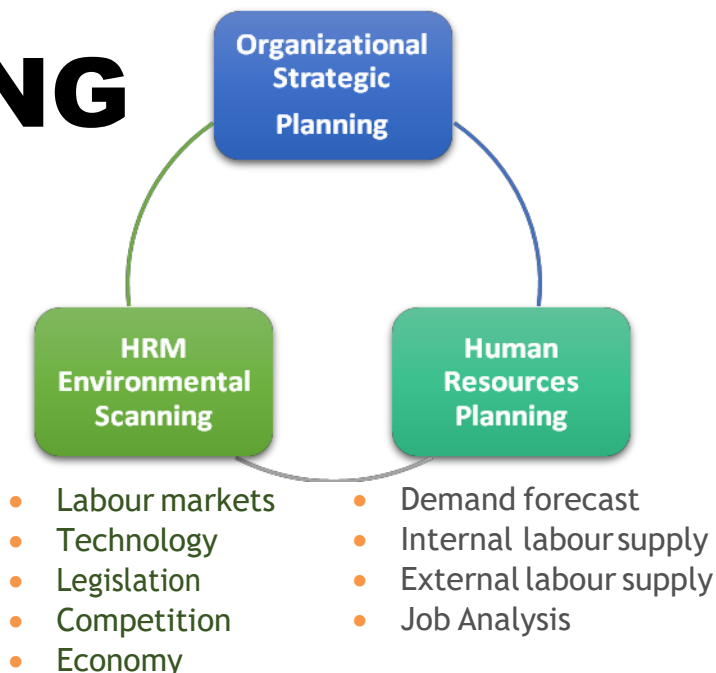 NG
Organizational
Strategic
Planning
HRM
Environmental
Scanning
Human
Resources
Planning
• Labour markets
• Technology
• Legislation
• Competition
• Economy
• Demand forecast
• Internal labour supply
• External labour supply
• Job Analysis